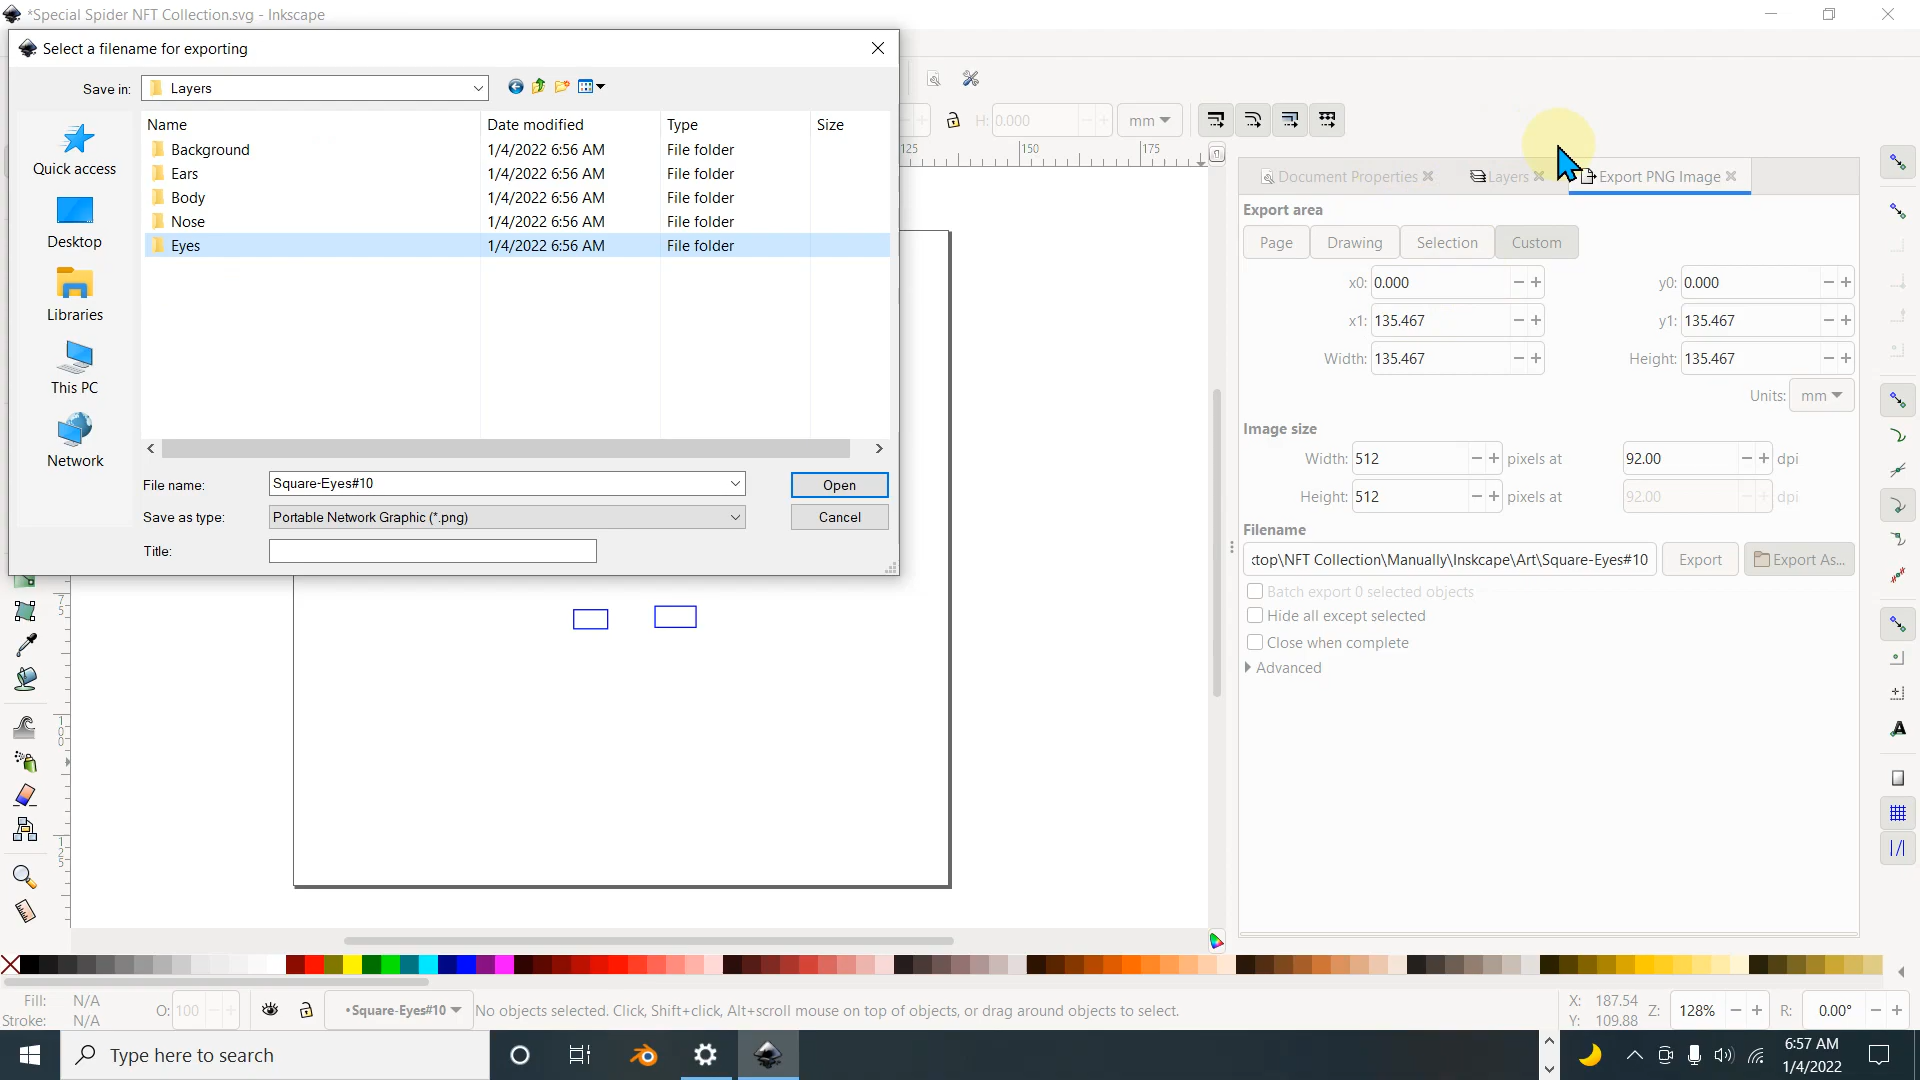 *Special Spider NFT Collection.svg - Inkscape
Select a filename for exporting
Save in: Layers
Name Date modified Type Size
Background 1/4/2022 6:56 AM File folder
Ears 1/4/2022 6:56 AM File folder
Body 1/4/2022 6:56 AM File folder
Nose 1/4/2022 6:56 AM File folder
Eyes 1/4/2022 6:56 AM File folder
Quick access
Desktop
Libraries
This PC
Network
File name: Square-Eyes#10 Open
Save as type: Portable Network Graphic (*.png) Cancel
Title:
H: 0.000 mm
125 150 175
Document Properties Layers Export PNG Image
Export area
Page Drawing Selection Custom
x0: 0.000 y0: 0.000
x1: 135.467 y1: 135.467
Width: 135.467 Height: 135.467
Units: mm
Image size
Width: 512 pixels at 92.00 dpi
Height: 512 pixels at 92.00 dpi
Filename
top\NFT Collection\Manually\Inskcape\Art\Square-Eyes#10 Export Export As...
Batch export 0 selected objects
Hide all except selected
Close when complete
Advanced
75
100
125
Fill: N/A
Stroke: N/A
O: 100
•Square-Eyes#10
No objects selected. Click, Shift+click, Alt+scroll mouse on top of objects, or drag around objects to select.
X: 187.54
Y: 109.88
Z: 128%
R: 0.00°
Type here to search
6:57 AM
1/4/2022